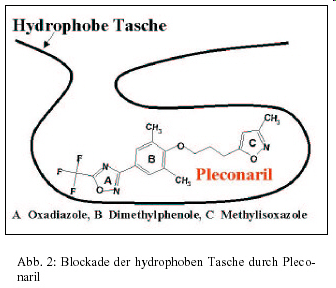 Hydrophobe Tasche
CH3
CH3
O
C
N
O
F
F
F
N
A
O
N
B
CH3
Pleconaril
A Oxadiazole, B Dimethylphenole, C Methylisoxazole
Abb. 2: Blockade der hydrophoben Tasche durch Pleco-
naril